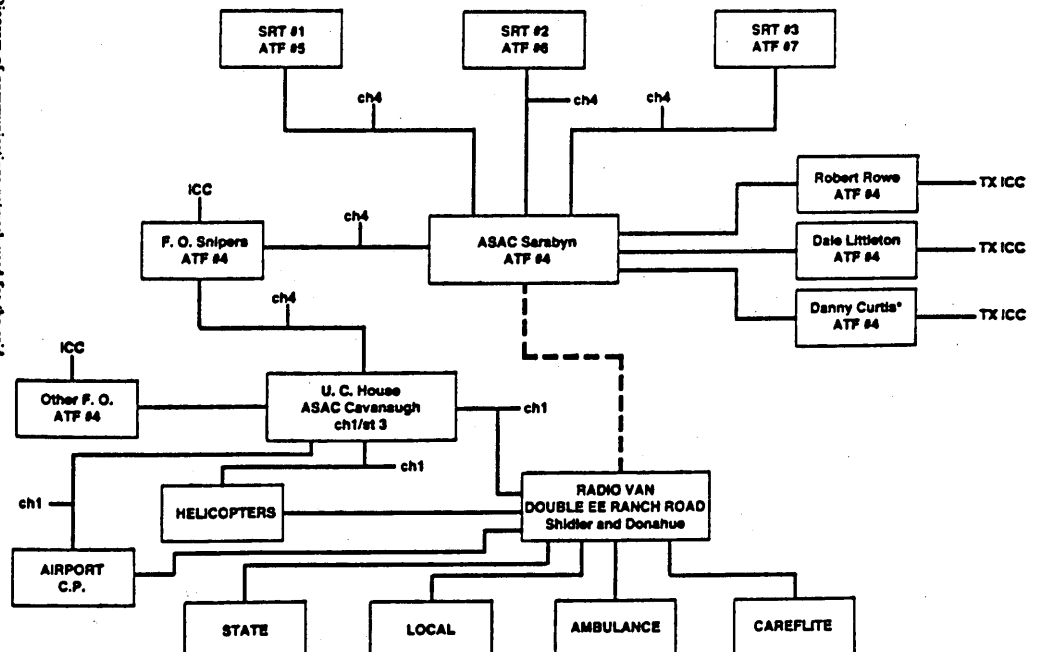 SRT #1
ATF #5
SRT #2
ATF #6
SRT #3
ATF #7
ch4
ch4
ch4
Robert Rowe
ATF #4
TX ICC
ICC
ch4
F. O. Snipers
ATF #4
ASAC Sarabyn
ATF #4
Dale Littleton
ATF #4
TX ICC
Danny Curtis*
ATF #4
TX ICC
ch4
ICC
Other F. O.
ATF #4
U. C. House
ASAC Cavanaugh
ch1/st 3
ch1
ch1
ch1
HELICOPTERS
RADIO VAN
DOUBLE EE RANCH ROAD
Shidler and Donahue
AIRPORT
C.P.
STATE
LOCAL
AMBULANCE
CAREFLITE